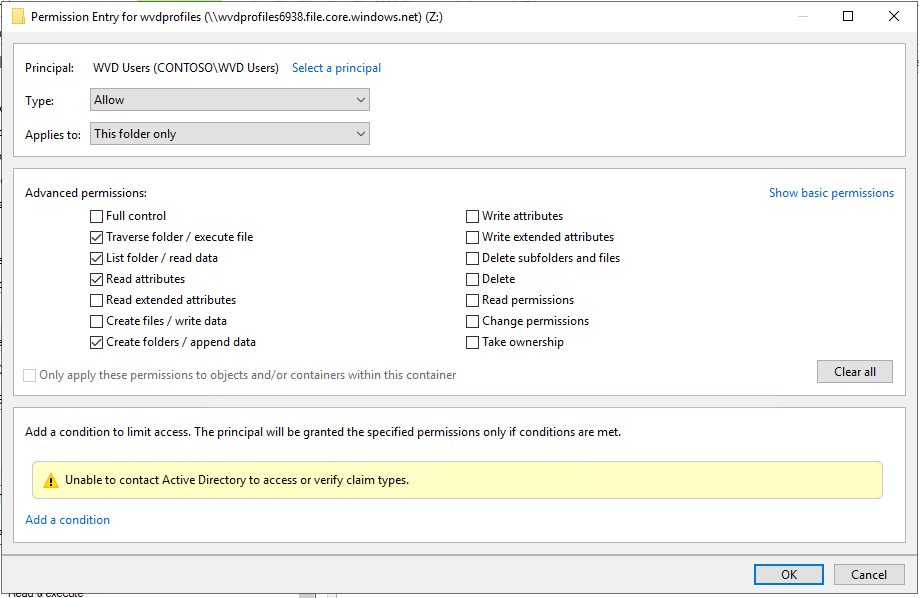 Permission Entry for wvdprofiles (\\wvdprofiles6938.file.core.windows.net) (Z:)
Principal: WVD Users (CONTOSO\WVD Users) Select a principal
Type: Allow
Applies to: This folder only
Advanced permissions: Show basic permissions
Full control Write attributes
Traverse folder / execute file Write extended attributes
List folder / read data Delete subfolders and files
Read attributes Delete
Read extended attributes Read permissions
Create files / write data Change permissions
Create folders / append data Take ownership
Only apply these permissions to objects and/or containers within this container Clear all
Add a condition to limit access. The principal will be granted the specified permissions only if conditions are met.
Unable to contact Active Directory to access or verify claim types.
Add a condition
OK Cancel
Read & execute